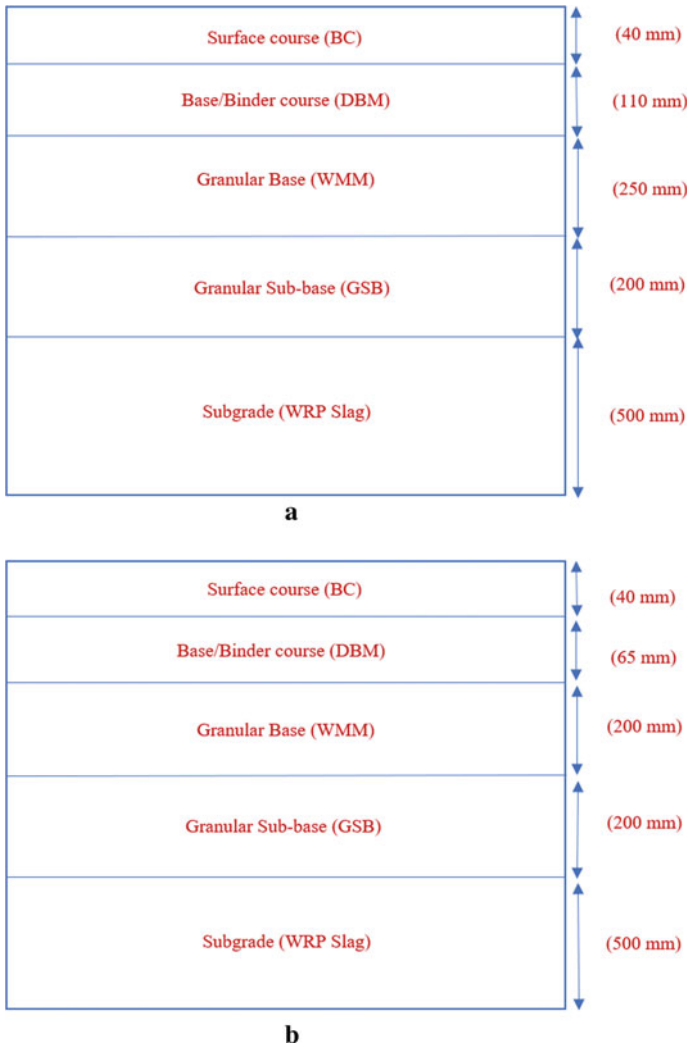 Surface course (BC)
(40 mm)
Base/Binder course (DBM)
(110 mm)
Granular Base (WMM)
(250 mm)
Granular Sub-base (GSB)
(200 mm)
Subgrade (WRP Slag)
(500 mm)
a
Surface course (BC)
(40 mm)
Base/Binder course (DBM)
(65 mm)
Granular Base (WMM)
(200 mm)
Granular Sub-base (GSB)
(200 mm)
Subgrade (WRP Slag)
(500 mm)
b